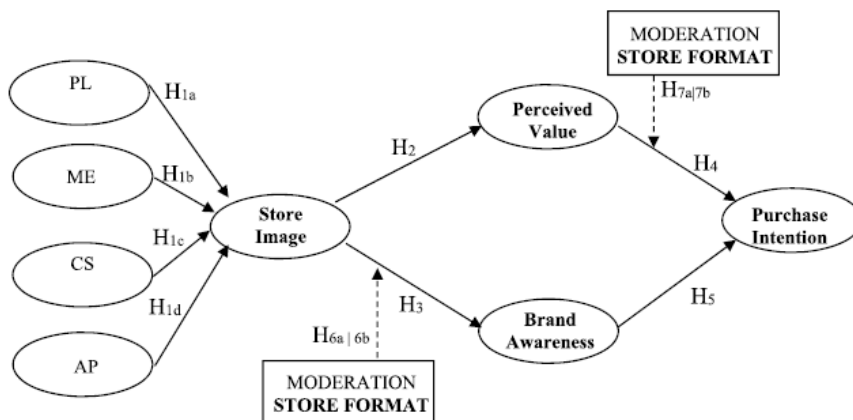 MODERATION
STORE FORMAT
PL
H1a
H7a|7b
Perceived
Value
ME
H1b
H2
H4
Store
Image
Purchase
Intention
CS
H1c
H1d
H3
H5
H6a | 6b
Brand
Awareness
AP
MODERATION
STORE FORMAT